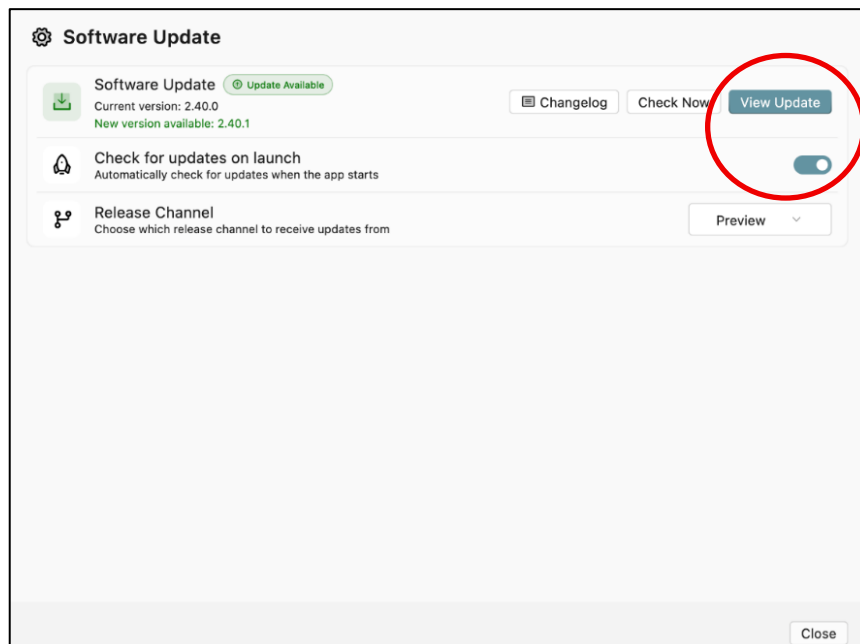 Software Update
Software Update Update Available
Current version: 2.40.0
New version available: 2.40.1
Changelog Check Now View Update
Check for updates on launch
Automatically check for updates when the app starts
Release Channel
Choose which release channel to receive updates from
Preview
Close